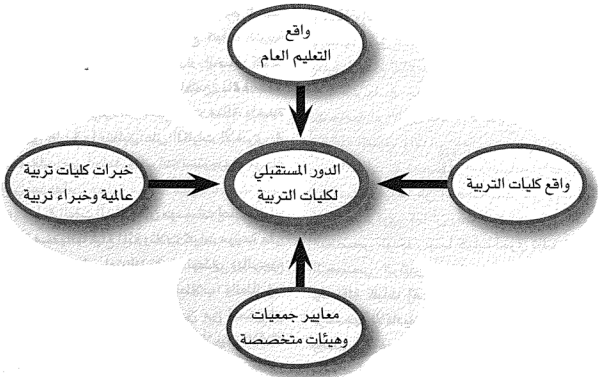 واقع
التعليم العام
خبرات كليات تربية
عالمية وخبراء تربية
الدور المستقبلي
لكليات التربية
واقع كليات التربية
معايير جمعيات
وهيئات متخصصة